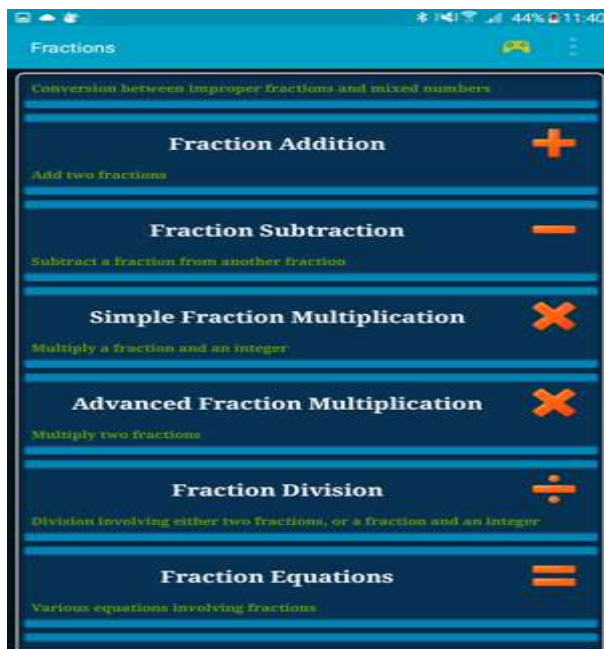 44% 11:40
Fractions
Conversion between improper fractions and mixed numbers
Fraction Addition
Add two fractions
Fraction Subtraction
Subtract a fraction from another fraction
Simple Fraction Multiplication
Multiply a fraction and an integer
Advanced Fraction Multiplication
Multiply two fractions
Fraction Division
Division involving either two fractions, or a fraction and an integer
Fraction Equations
Various equations involving fractions